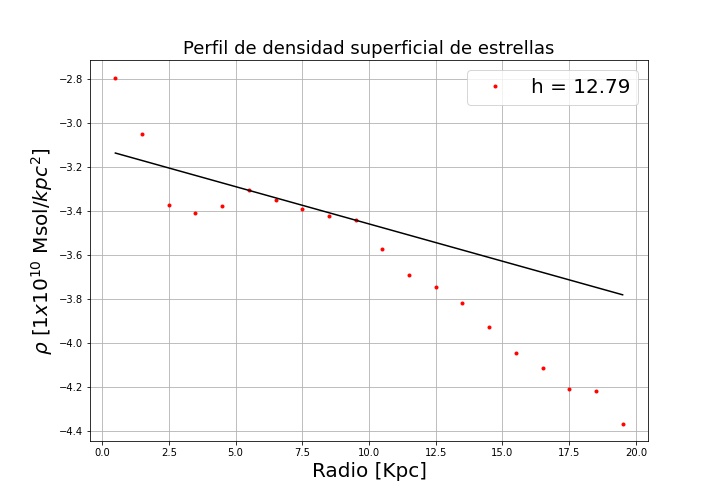 Perfil de densidad superficial de estrellas
h = 12.79
−2.8
−3.0
−3.2
−3.4
−3.6
−3.8
−4.0
−4.2
−4.4
ρ [1x10¹⁰ Msol/kpc²]
0.0 2.5 5.0 7.5 10.0 12.5 15.0 17.5 20.0
Radio [Kpc]